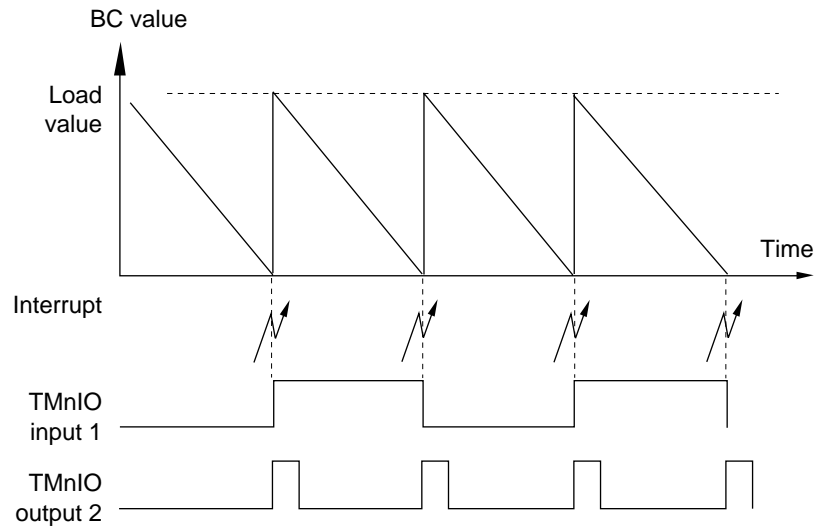 BC value
Load
value
Time
Interrupt
TMnIO
input 1
TMnIO
output 2